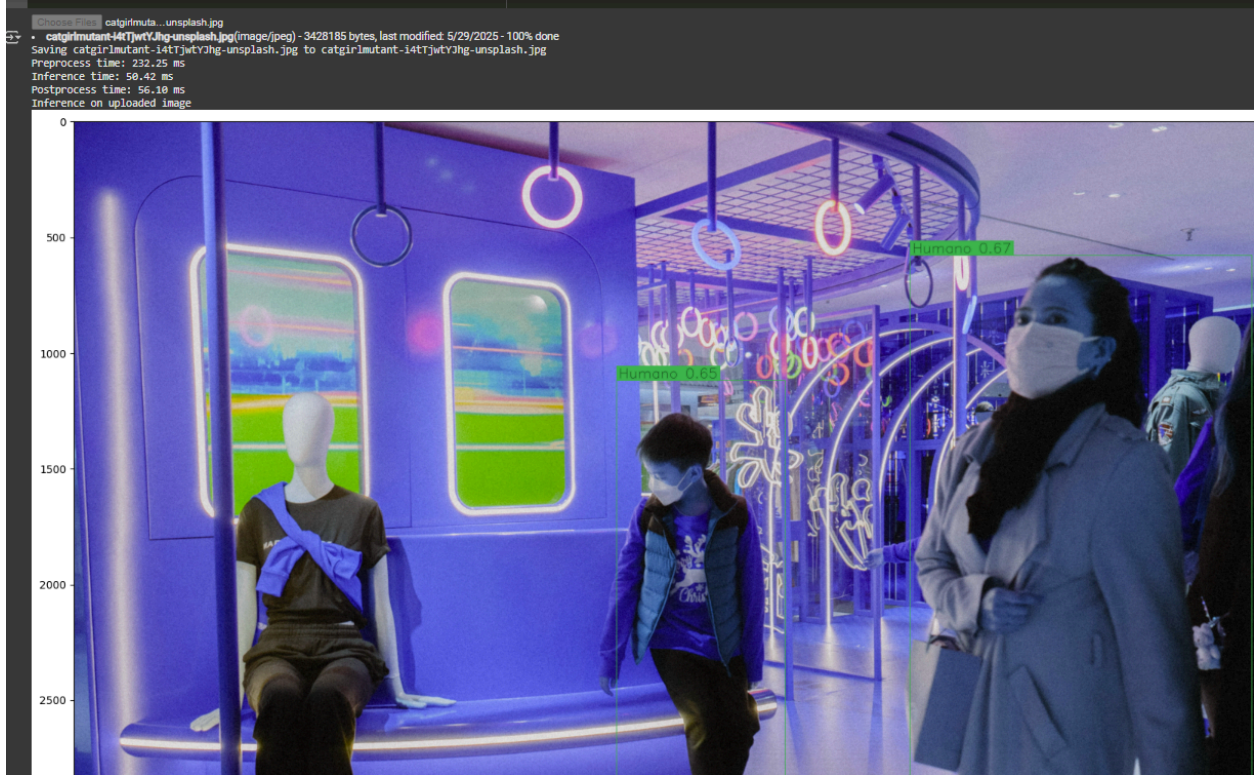 Choose Files catgirlmuta...unsplash.jpg
catgirlmutant-i4tTjwtYJhg-unsplash.jpg(image/jpeg) - 3428185 bytes, last modified: 5/29/2025 - 100% done
Saving catgirlmutant-i4tTjwtYJhg-unsplash.jpg to catgirlmutant-i4tTjwtYJhg-unsplash.jpg
Preprocess time: 232.25 ms
Inference time: 50.42 ms
Postprocess time: 56.10 ms
Inference on uploaded image
0
500
Humano 0.67
1000
Humano 0.65
1500
2000
2500